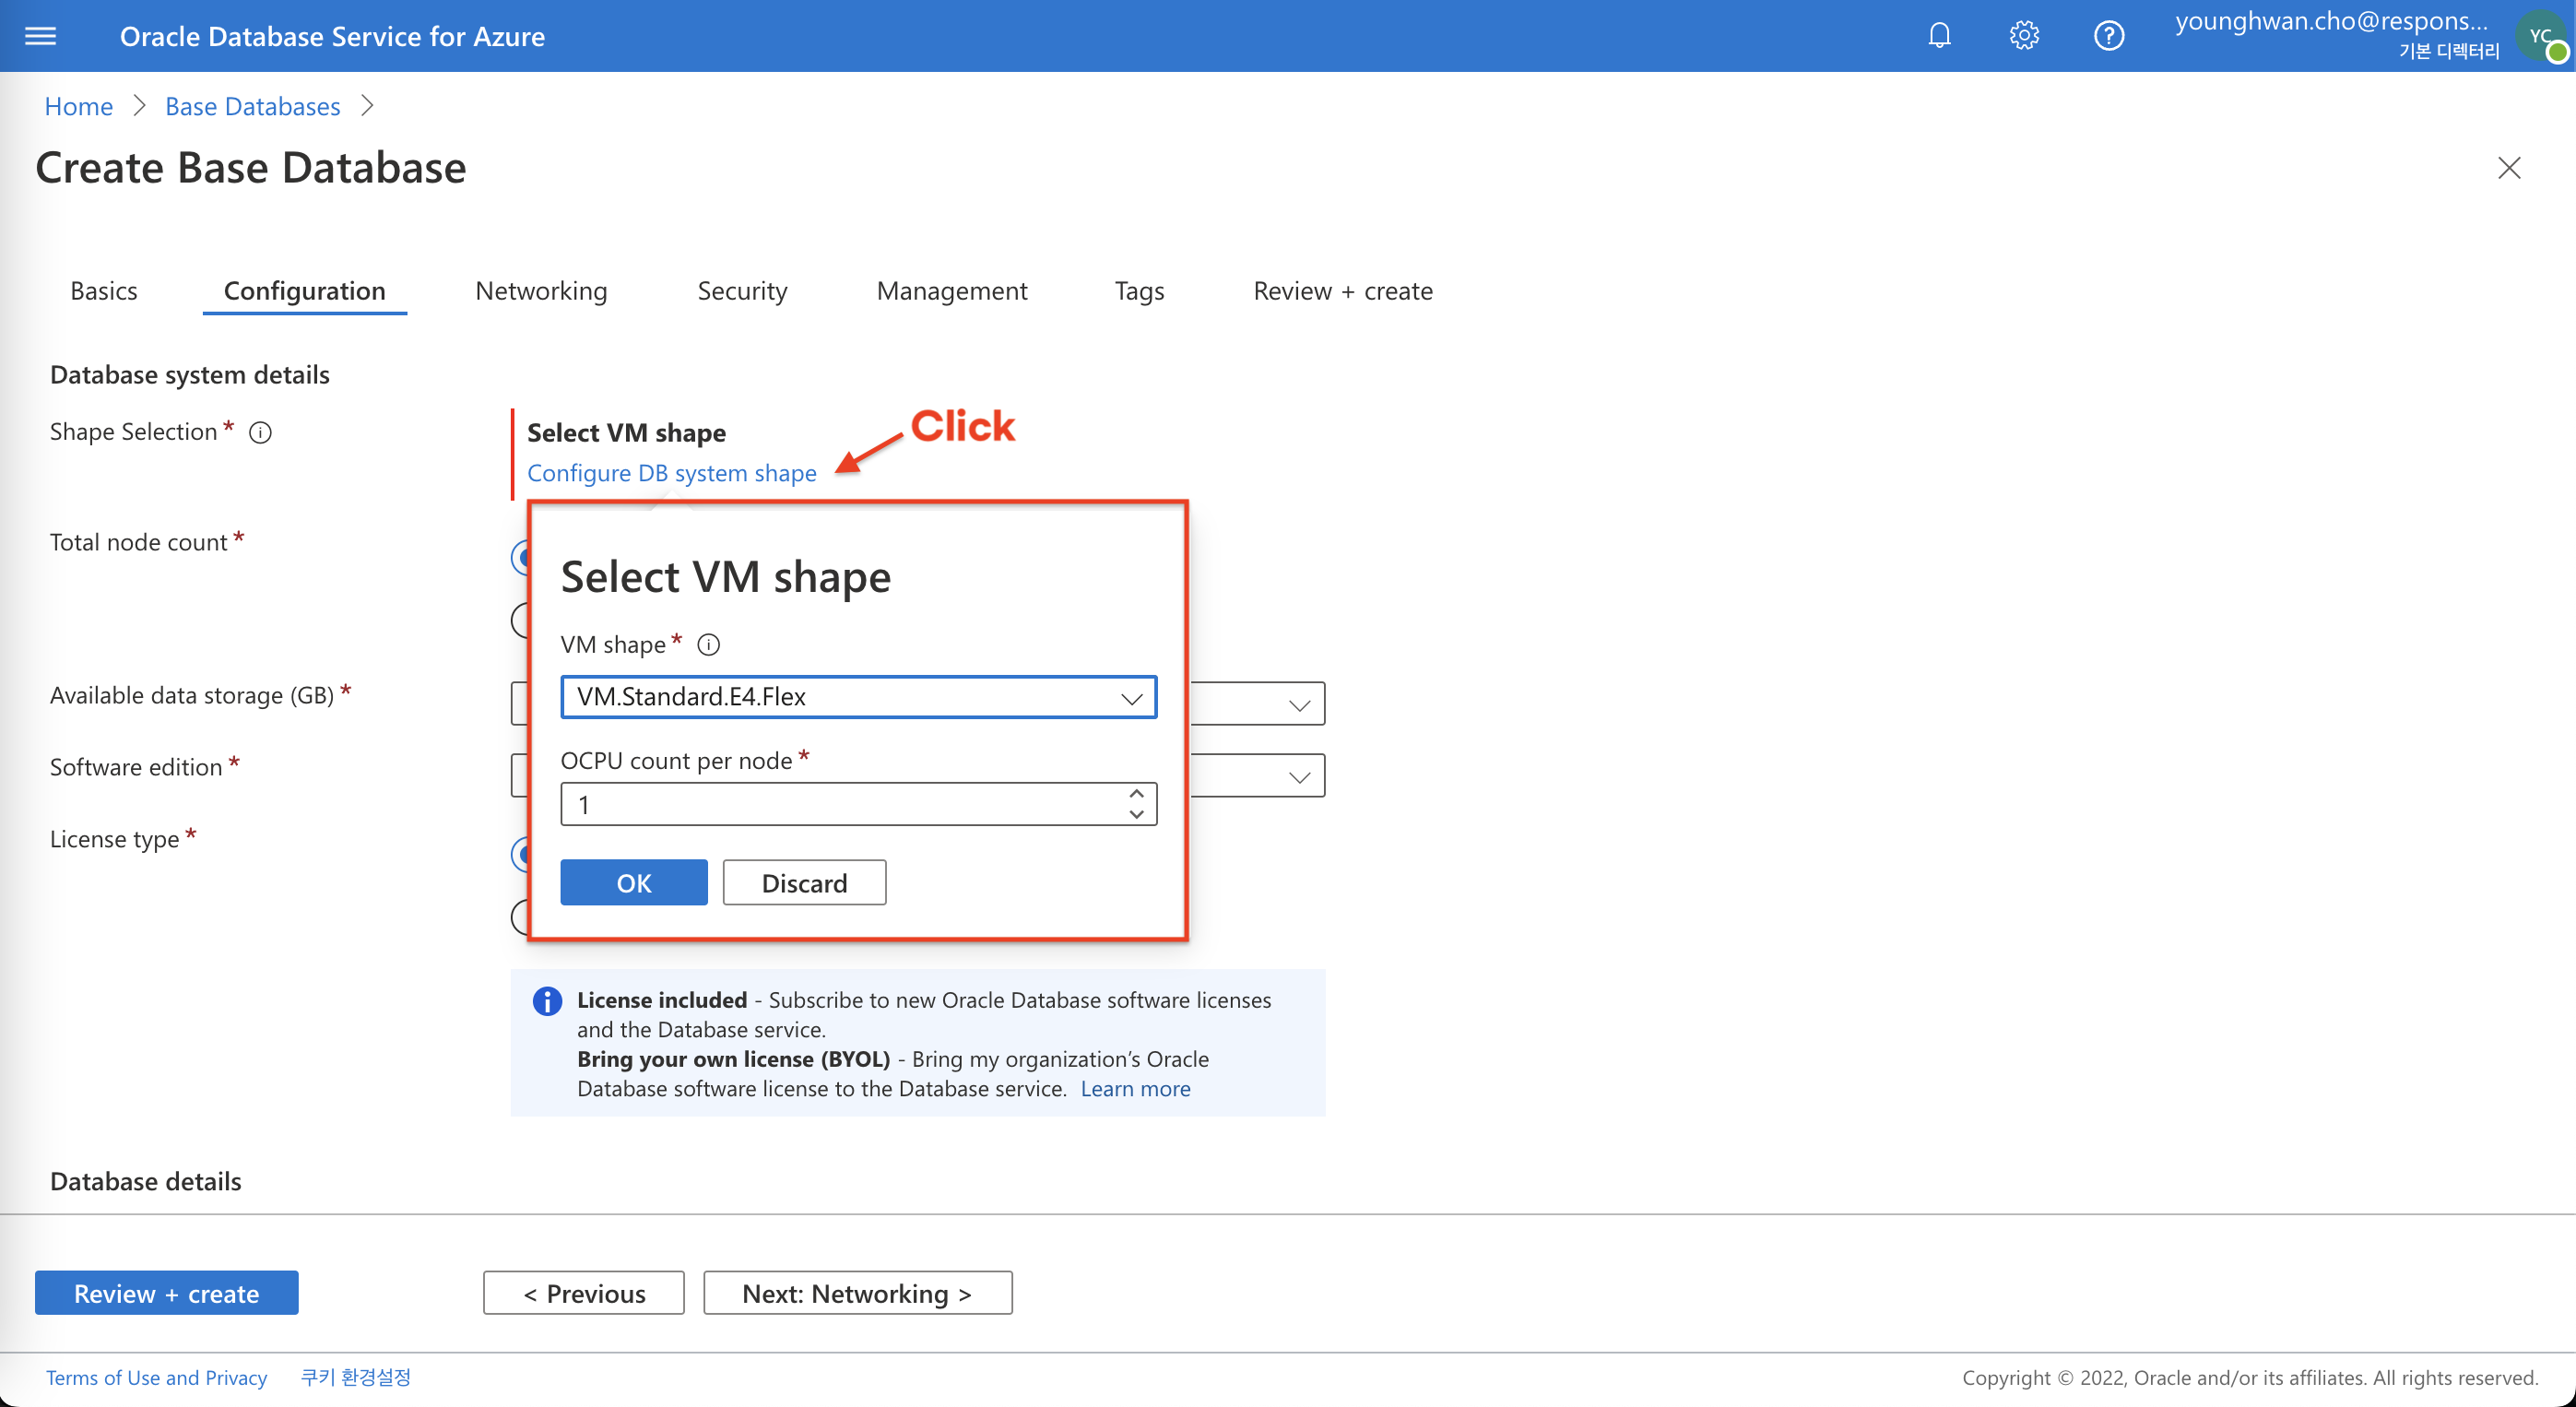 Oracle Database Service for Azure
younghwan.cho@respons...
기본 디렉터리
YC
Home
Base Databases
Create Base Database
Basics
Configuration
Networking
Security
Management
Tags
Review + create
Database system details
Shape Selection *
Select VM shape
Click
Configure DB system shape
Total node count *
Select VM shape
VM shape *
Available data storage (GB) *
VM.Standard.E4.Flex
Software edition *
OCPU count per node *
1
License type *
OK
Discard
License included - Subscribe to new Oracle Database software licenses
and the Database service.
Bring your own license (BYOL) - Bring my organization's Oracle
Database software license to the Database service. Learn more
Database details
Review + create
< Previous
Next: Networking >
Terms of Use and Privacy
쿠키 환경설정
Copyright © 2022, Oracle and/or its affiliates. All rights reserved.